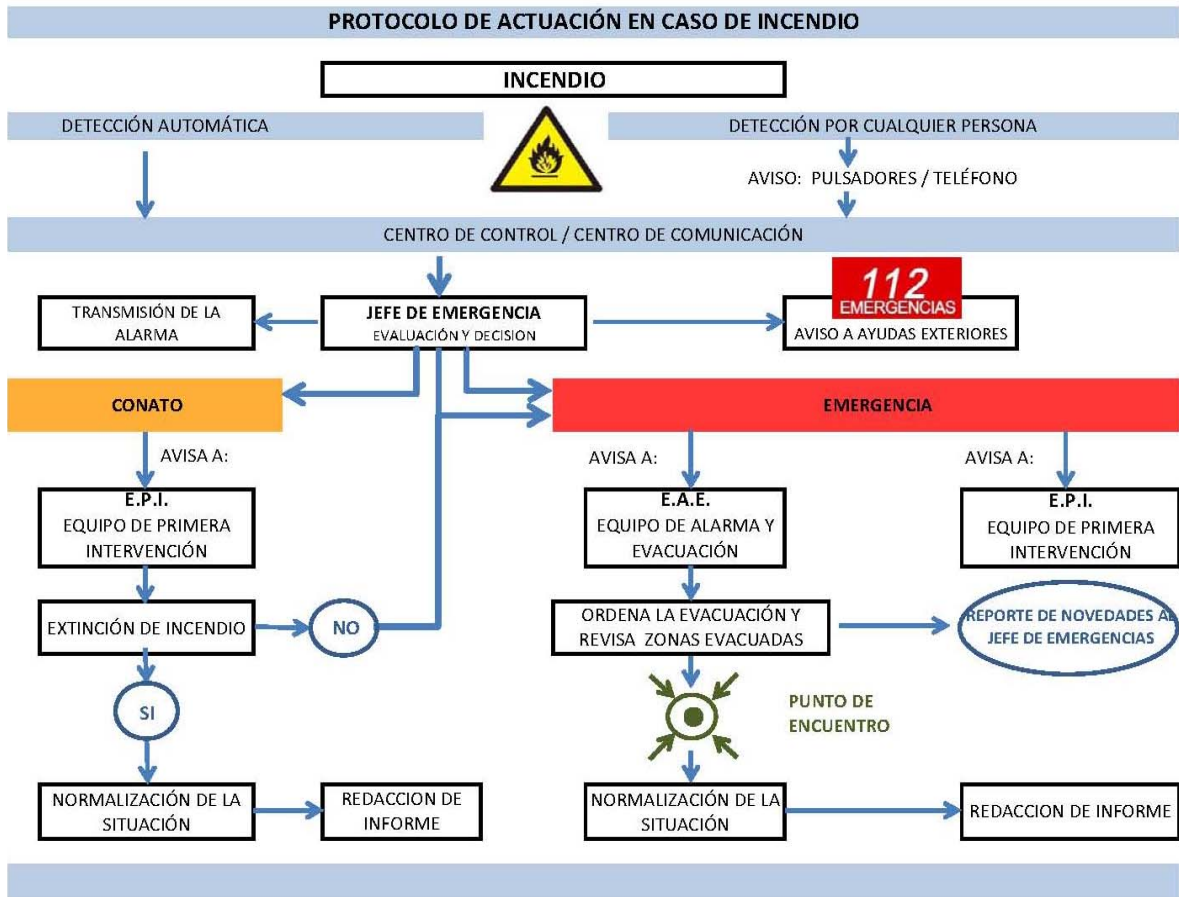 PROTOCOLO DE ACTUACIÓN EN CASO DE INCENDIO
INCENDIO
DETECCIÓN AUTOMÁTICA
DETECCIÓN POR CUALQUIER PERSONA
AVISO: PULSADORES / TELÉFONO
CENTRO DE CONTROL / CENTRO DE COMUNICACIÓN
TRANSMISIÓN DE LA
ALARMA
JEFE DE EMERGENCIA
EVALUACIÓN Y DECISION
112
EMERGENCIAS
AVISO A AYUDAS EXTERIORES
CONATO
EMERGENCIA
AVISA A:
AVISA A:
AVISA A:
E.P.I.
EQUIPO DE PRIMERA
INTERVENCIÓN
E.A.E.
EQUIPO DE ALARMA Y
EVACUACIÓN
E.P.I.
EQUIPO DE PRIMERA
INTERVENCIÓN
EXTINCIÓN DE INCENDIO
NO
ORDENA LA EVACUACIÓN Y
REVISA ZONAS EVACUADAS
REPORTE DE NOVEDADES AL
JEFE DE EMERGENCIAS
SI
PUNTO DE
ENCUENTRO
NORMALIZACIÓN DE LA
SITUACIÓN
REDACCION DE
INFORME
NORMALIZACIÓN DE LA
SITUACIÓN
REDACCION DE INFORME